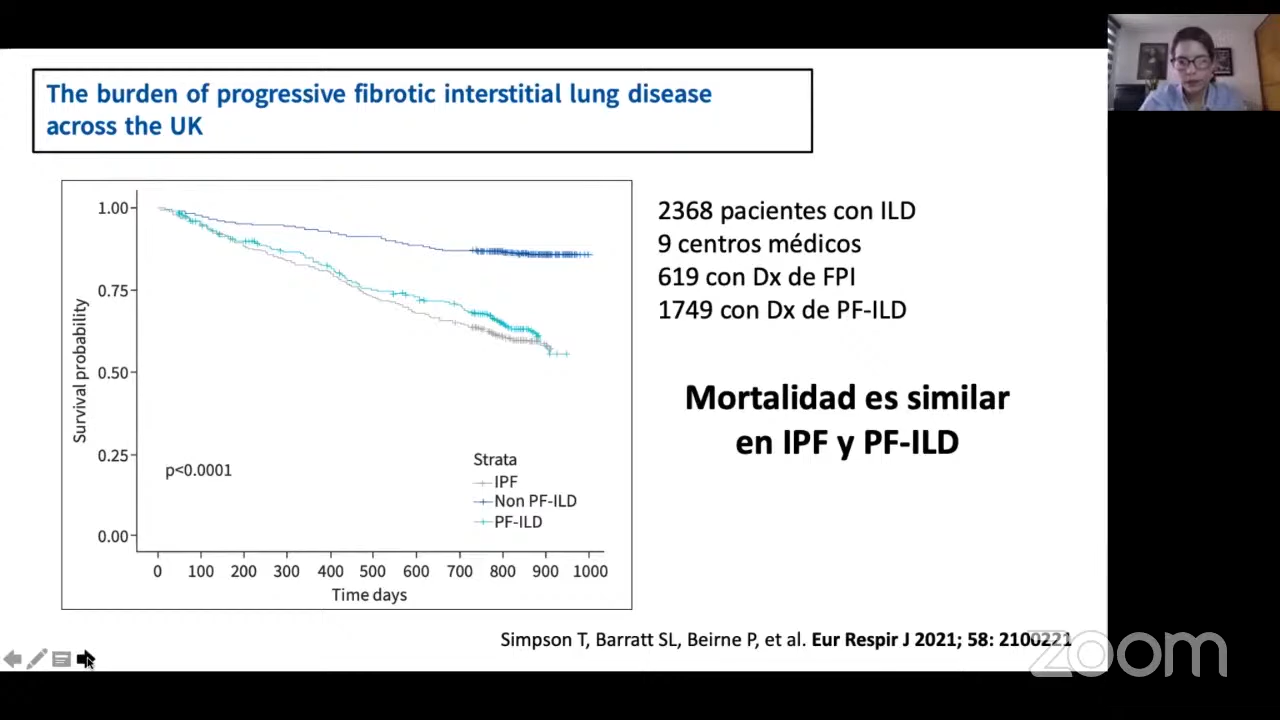 The burden of progressive fibrotic interstitial lung disease
across the UK
1.00
0.75
0.50
0.25
0.00
Survival probability
p<0.0001
Strata
IPF
Non PF-ILD
PF-ILD
0 100 200 300 400 500 600 700 800 900 1000
Time days
2368 pacientes con ILD
9 centros médicos
619 con Dx de FPI
1749 con Dx de PF-ILD
Mortalidad es similar
en IPF y PF-ILD
Simpson T, Barratt SL, Beirne P, et al. Eur Respir J 2021; 58: 2100221
zoom